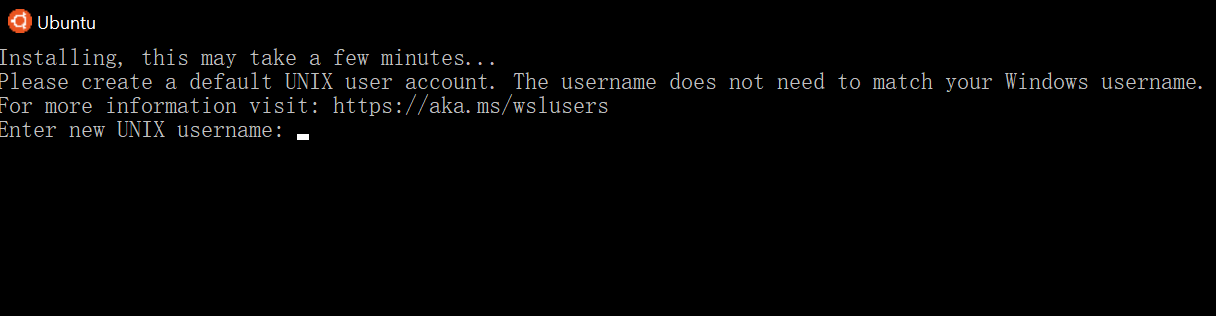 Ubuntu
Installing, this may take a few minutes...
Please create a default UNIX user account. The username does not need to match your Windows username.
For more information visit: https://aka.ms/wslusers
Enter new UNIX username: